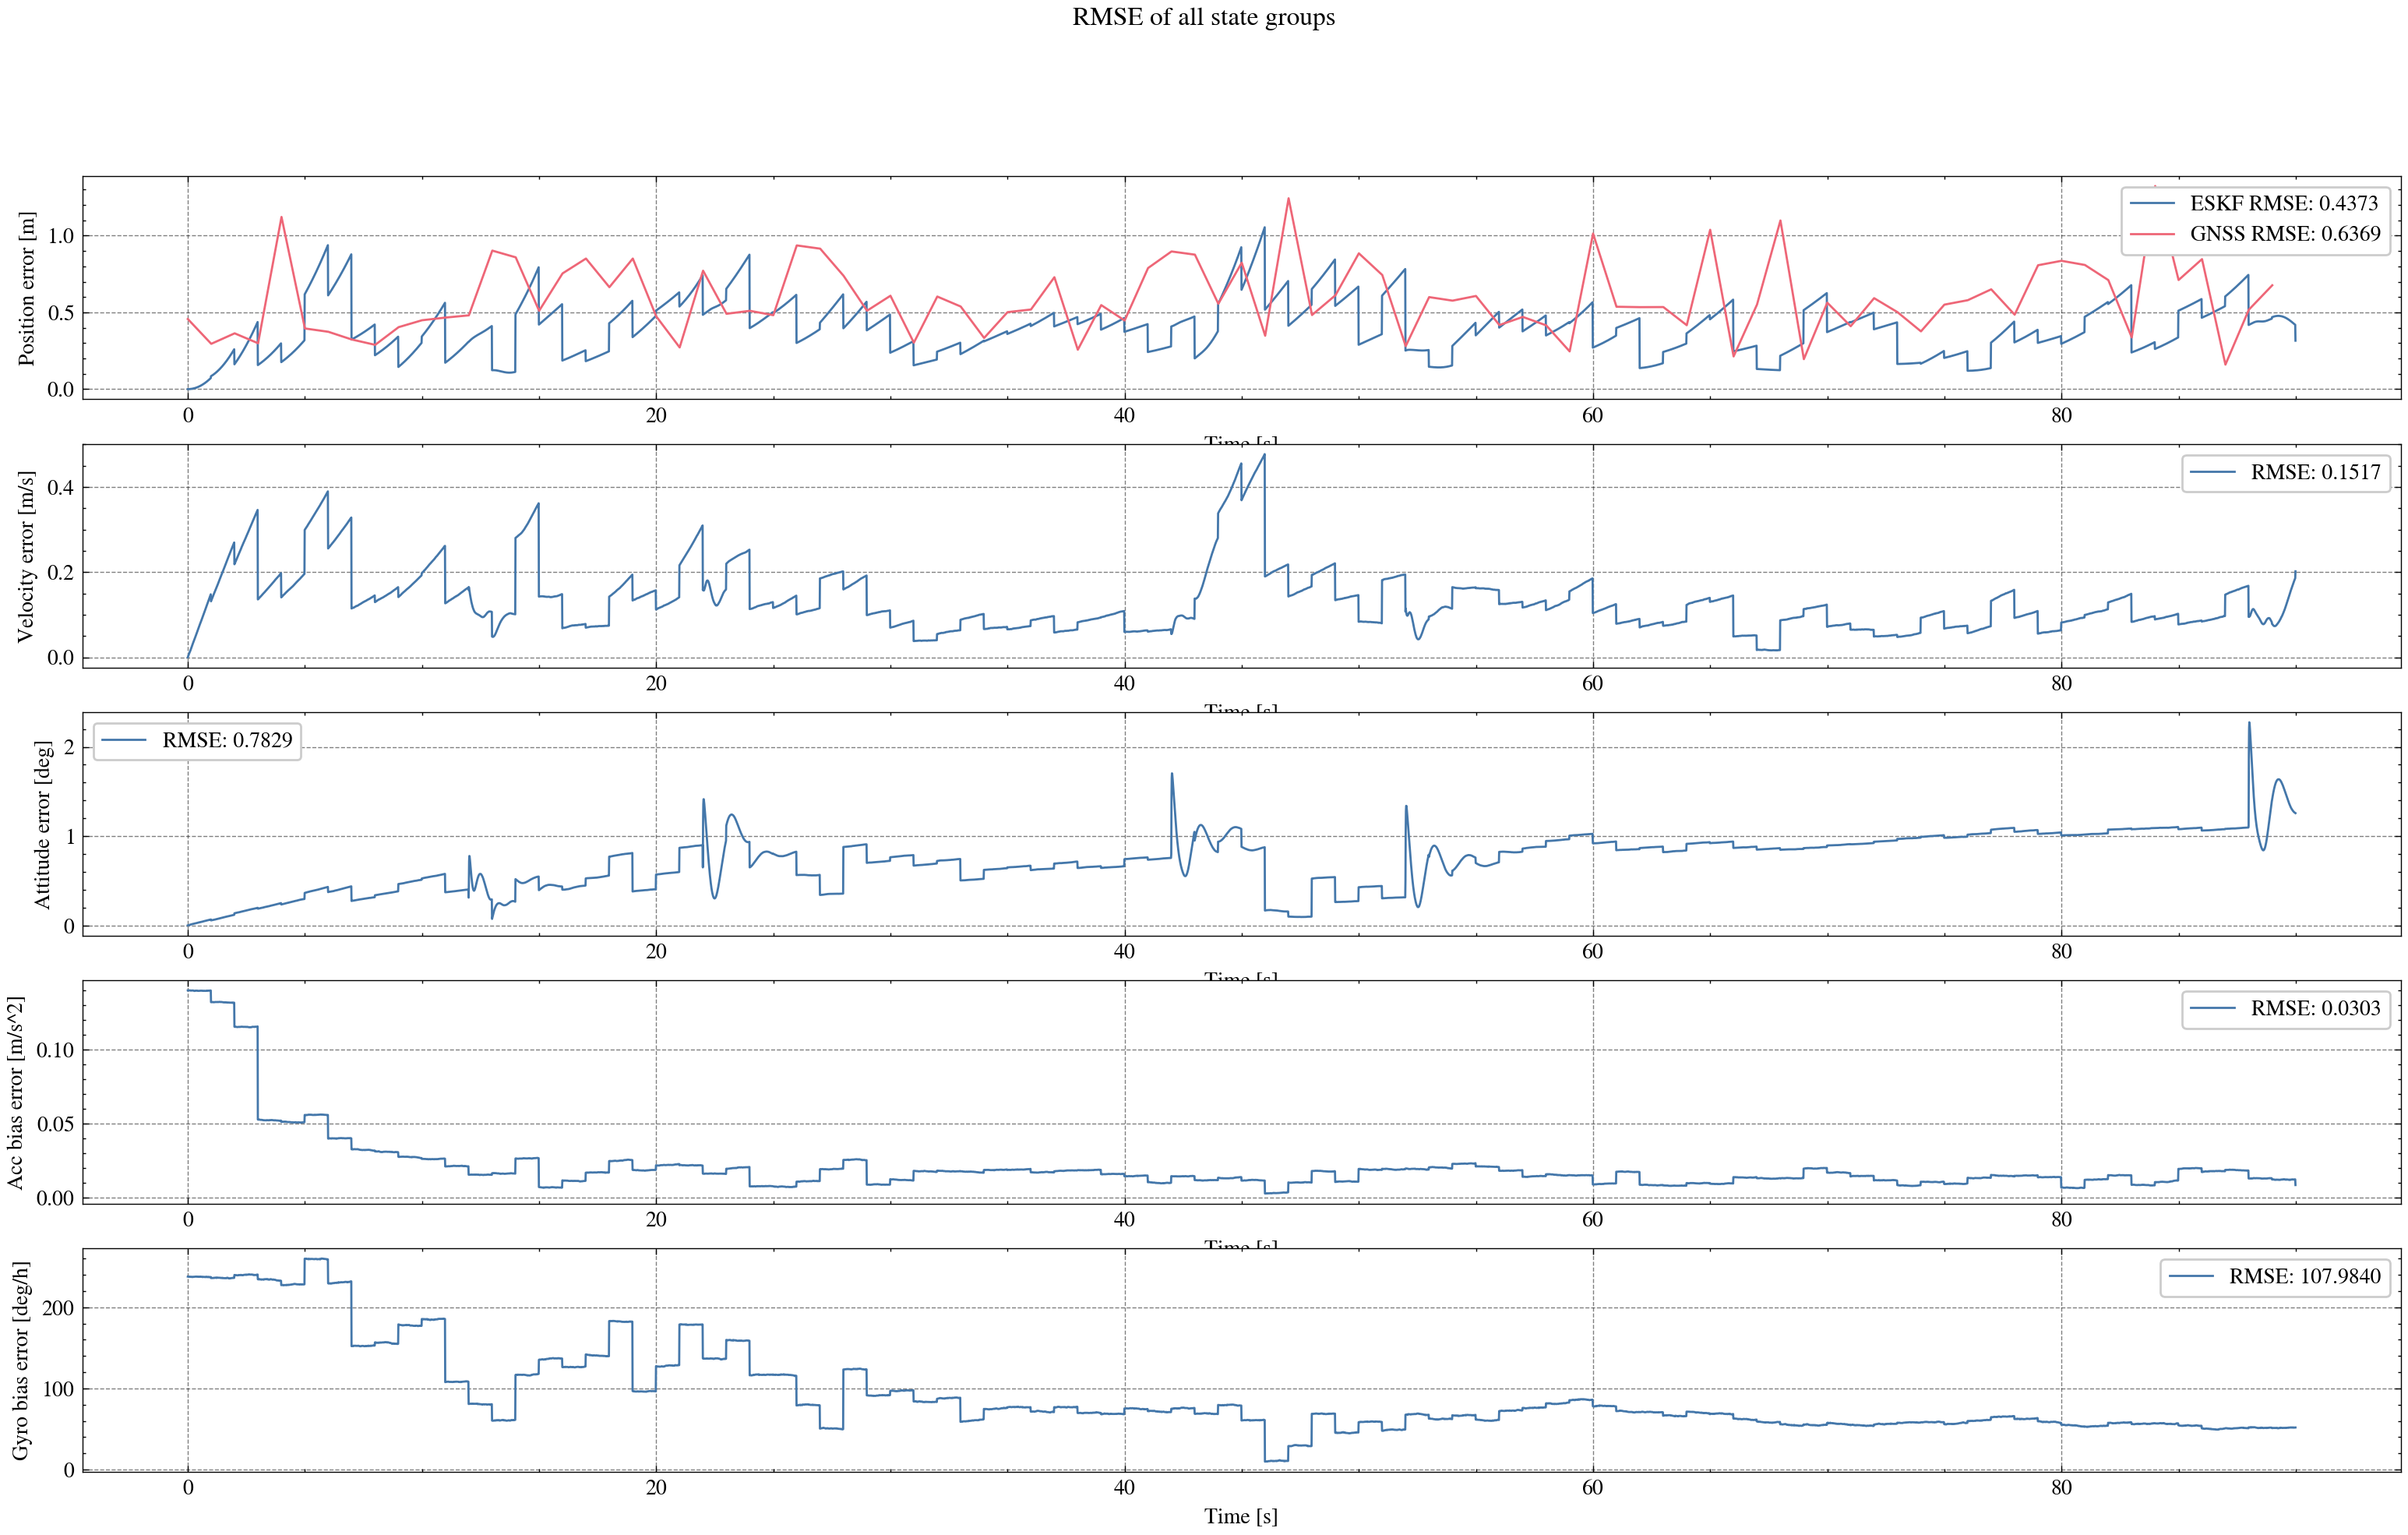 RMSE of all state groups
Position error [m]
1.0
0.5
0.0
ESKF RMSE: 0.4373
GNSS RMSE: 0.6369
0 20 40 60 80
Time [s]
Velocity error [m/s]
0.4
0.2
0.0
RMSE: 0.1517
0 20 40 60 80
Time [s]
Attitude error [deg]
2
1
0
RMSE: 0.7829
0 20 40 60 80
Time [s]
Acc bias error [m/s^2]
0.10
0.05
0.00
RMSE: 0.0303
0 20 40 60 80
Time [s]
Gyro bias error [deg/h]
200
100
0
RMSE: 107.9840
0 20 40 60 80
Time [s]